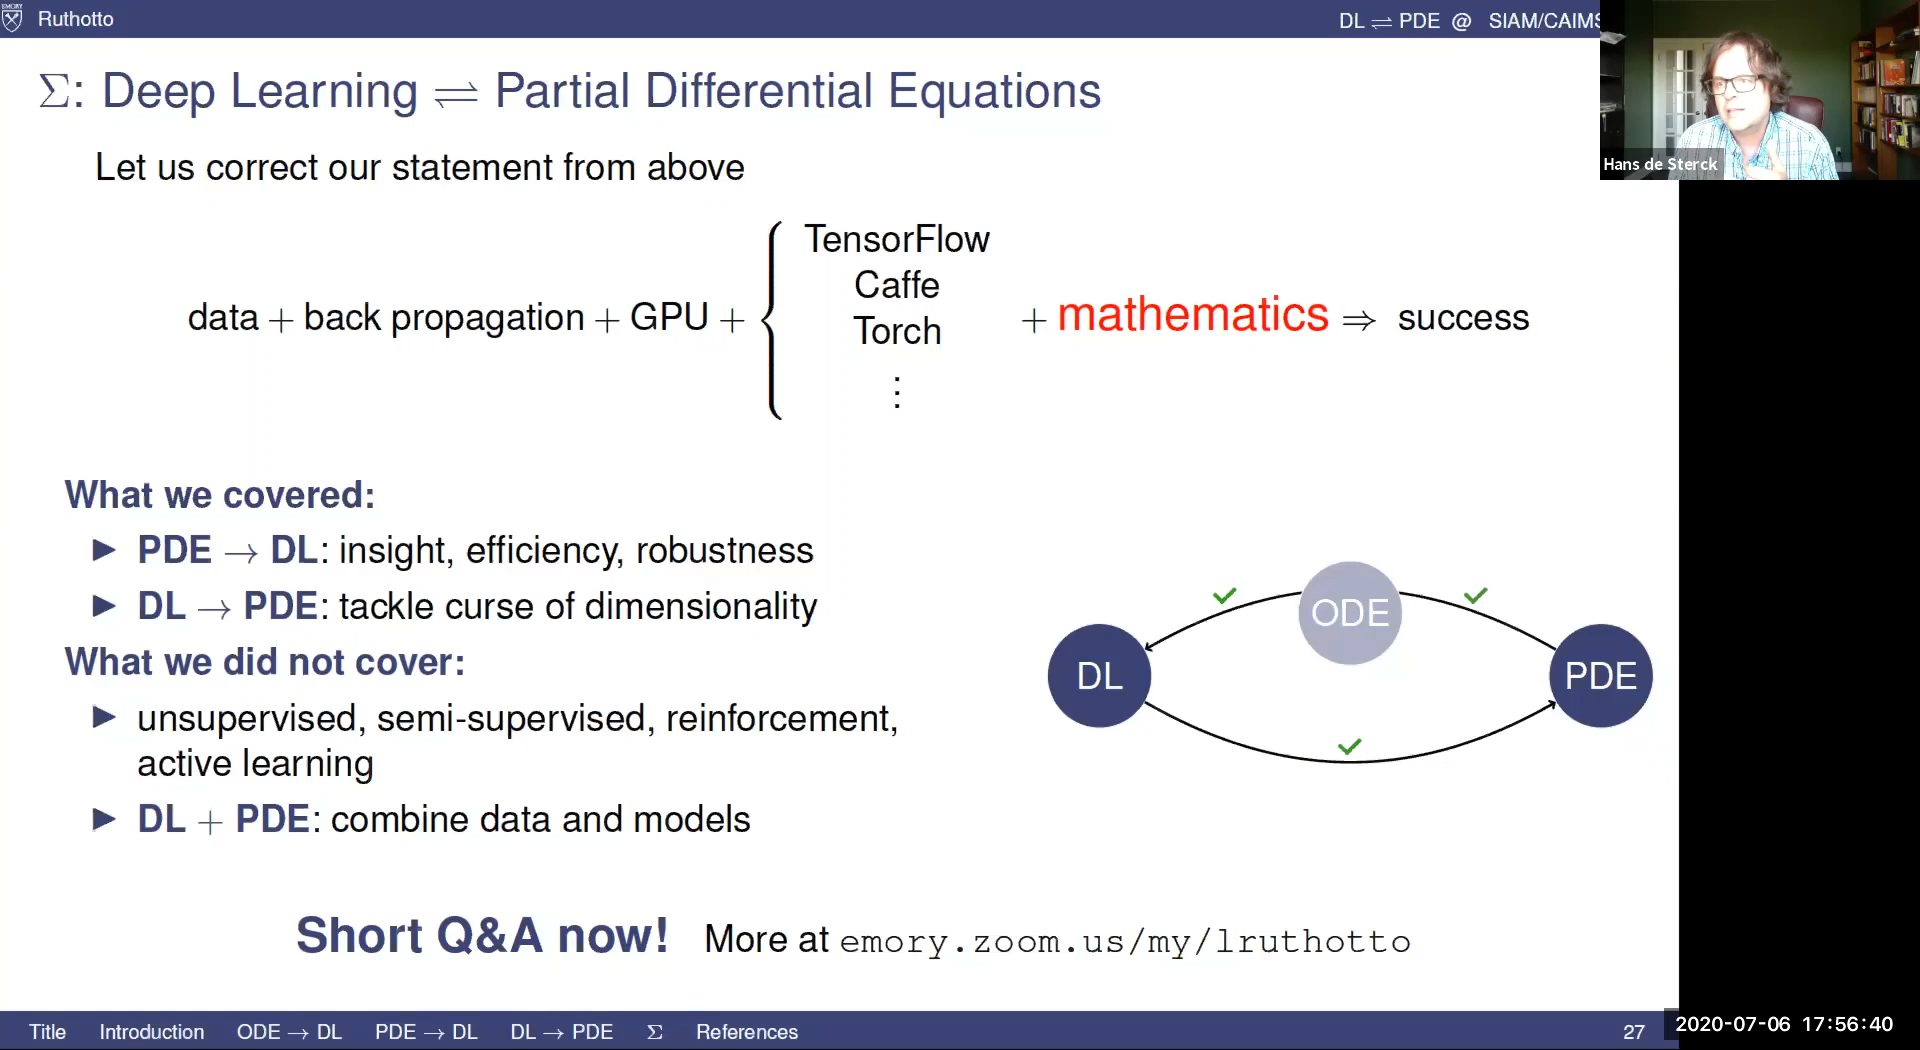 EMORY
Ruthotto
DL ⇌ PDE @ SIAM/CAIMS
Σ: Deep Learning ⇌ Partial Differential Equations
Hans de Sterck
Let us correct our statement from above
data + back propagation + GPU + { TensorFlow
Caffe
Torch
⋮
+ mathematics ⇒ success
What we covered:
▶ PDE → DL: insight, efficiency, robustness
▶ DL → PDE: tackle curse of dimensionality
What we did not cover:
▶ unsupervised, semi-supervised, reinforcement,
active learning
▶ DL + PDE: combine data and models
ODE
DL
PDE
Short Q&A now! More at emory.zoom.us/my/lruthotto
Title Introduction ODE → DL PDE → DL DL → PDE Σ References
27
2020-07-06 17:56:40